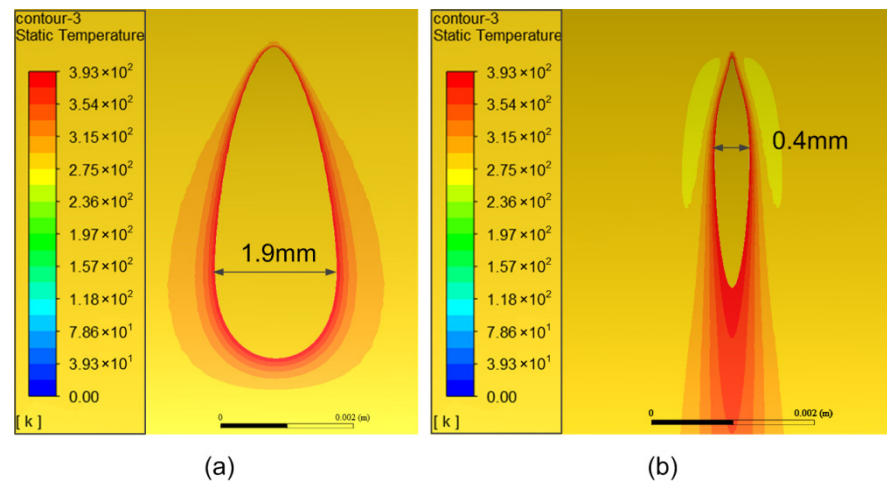 contour-3
Static Temperature
3.93×10²
3.54×10²
3.15×10²
2.75×10²
2.36×10²
1.97×10²
1.57×10²
1.18×10²
7.86×10¹
3.93×10¹
0.00
[ k ]
1.9mm
0
0.002 (m)
(a)
contour-3
Static Temperature
3.93×10²
3.54×10²
3.15×10²
2.75×10²
2.36×10²
1.97×10²
1.57×10²
1.18×10²
7.86×10¹
3.93×10¹
0.00
[ k ]
0.4mm
0
0.002 (m)
(b)